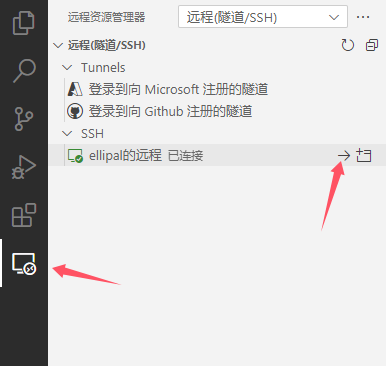 远程资源管理器 远程(隧道/SSH)
远程(隧道/SSH)
Tunnels
登录到向 Microsoft 注册的隧道
登录到向 Github 注册的隧道
SSH
ellipal的远程 已连接